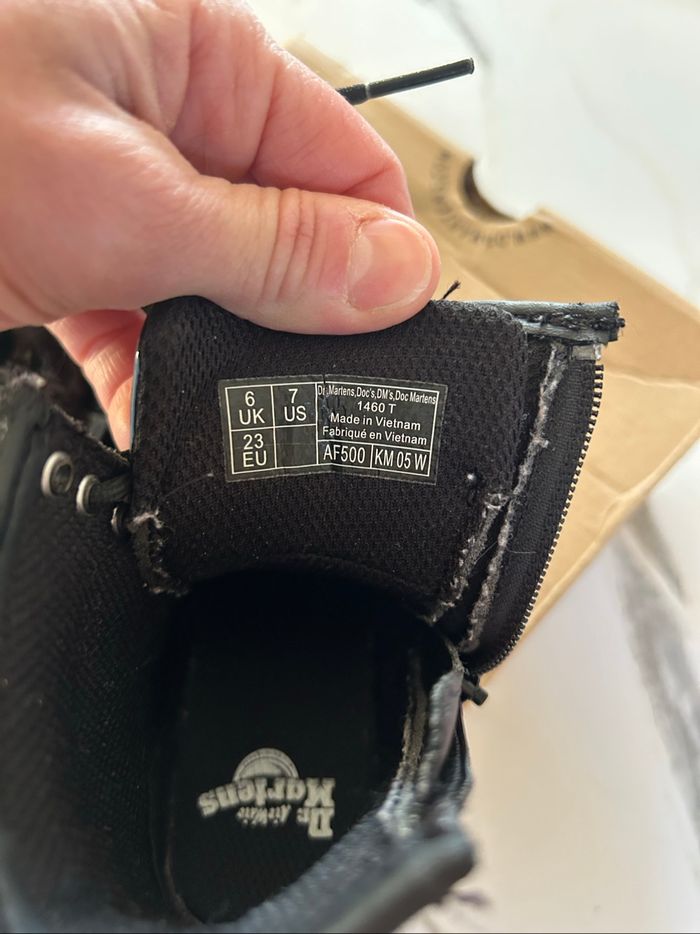 6
UK
7
US
23
EU
Dr.Martens,Doc's,DM's,Doc Martens
1460 T
Made in Vietnam
Fabriqué en Vietnam
AF500
KM 05 W
Dr. Martens
AirWair